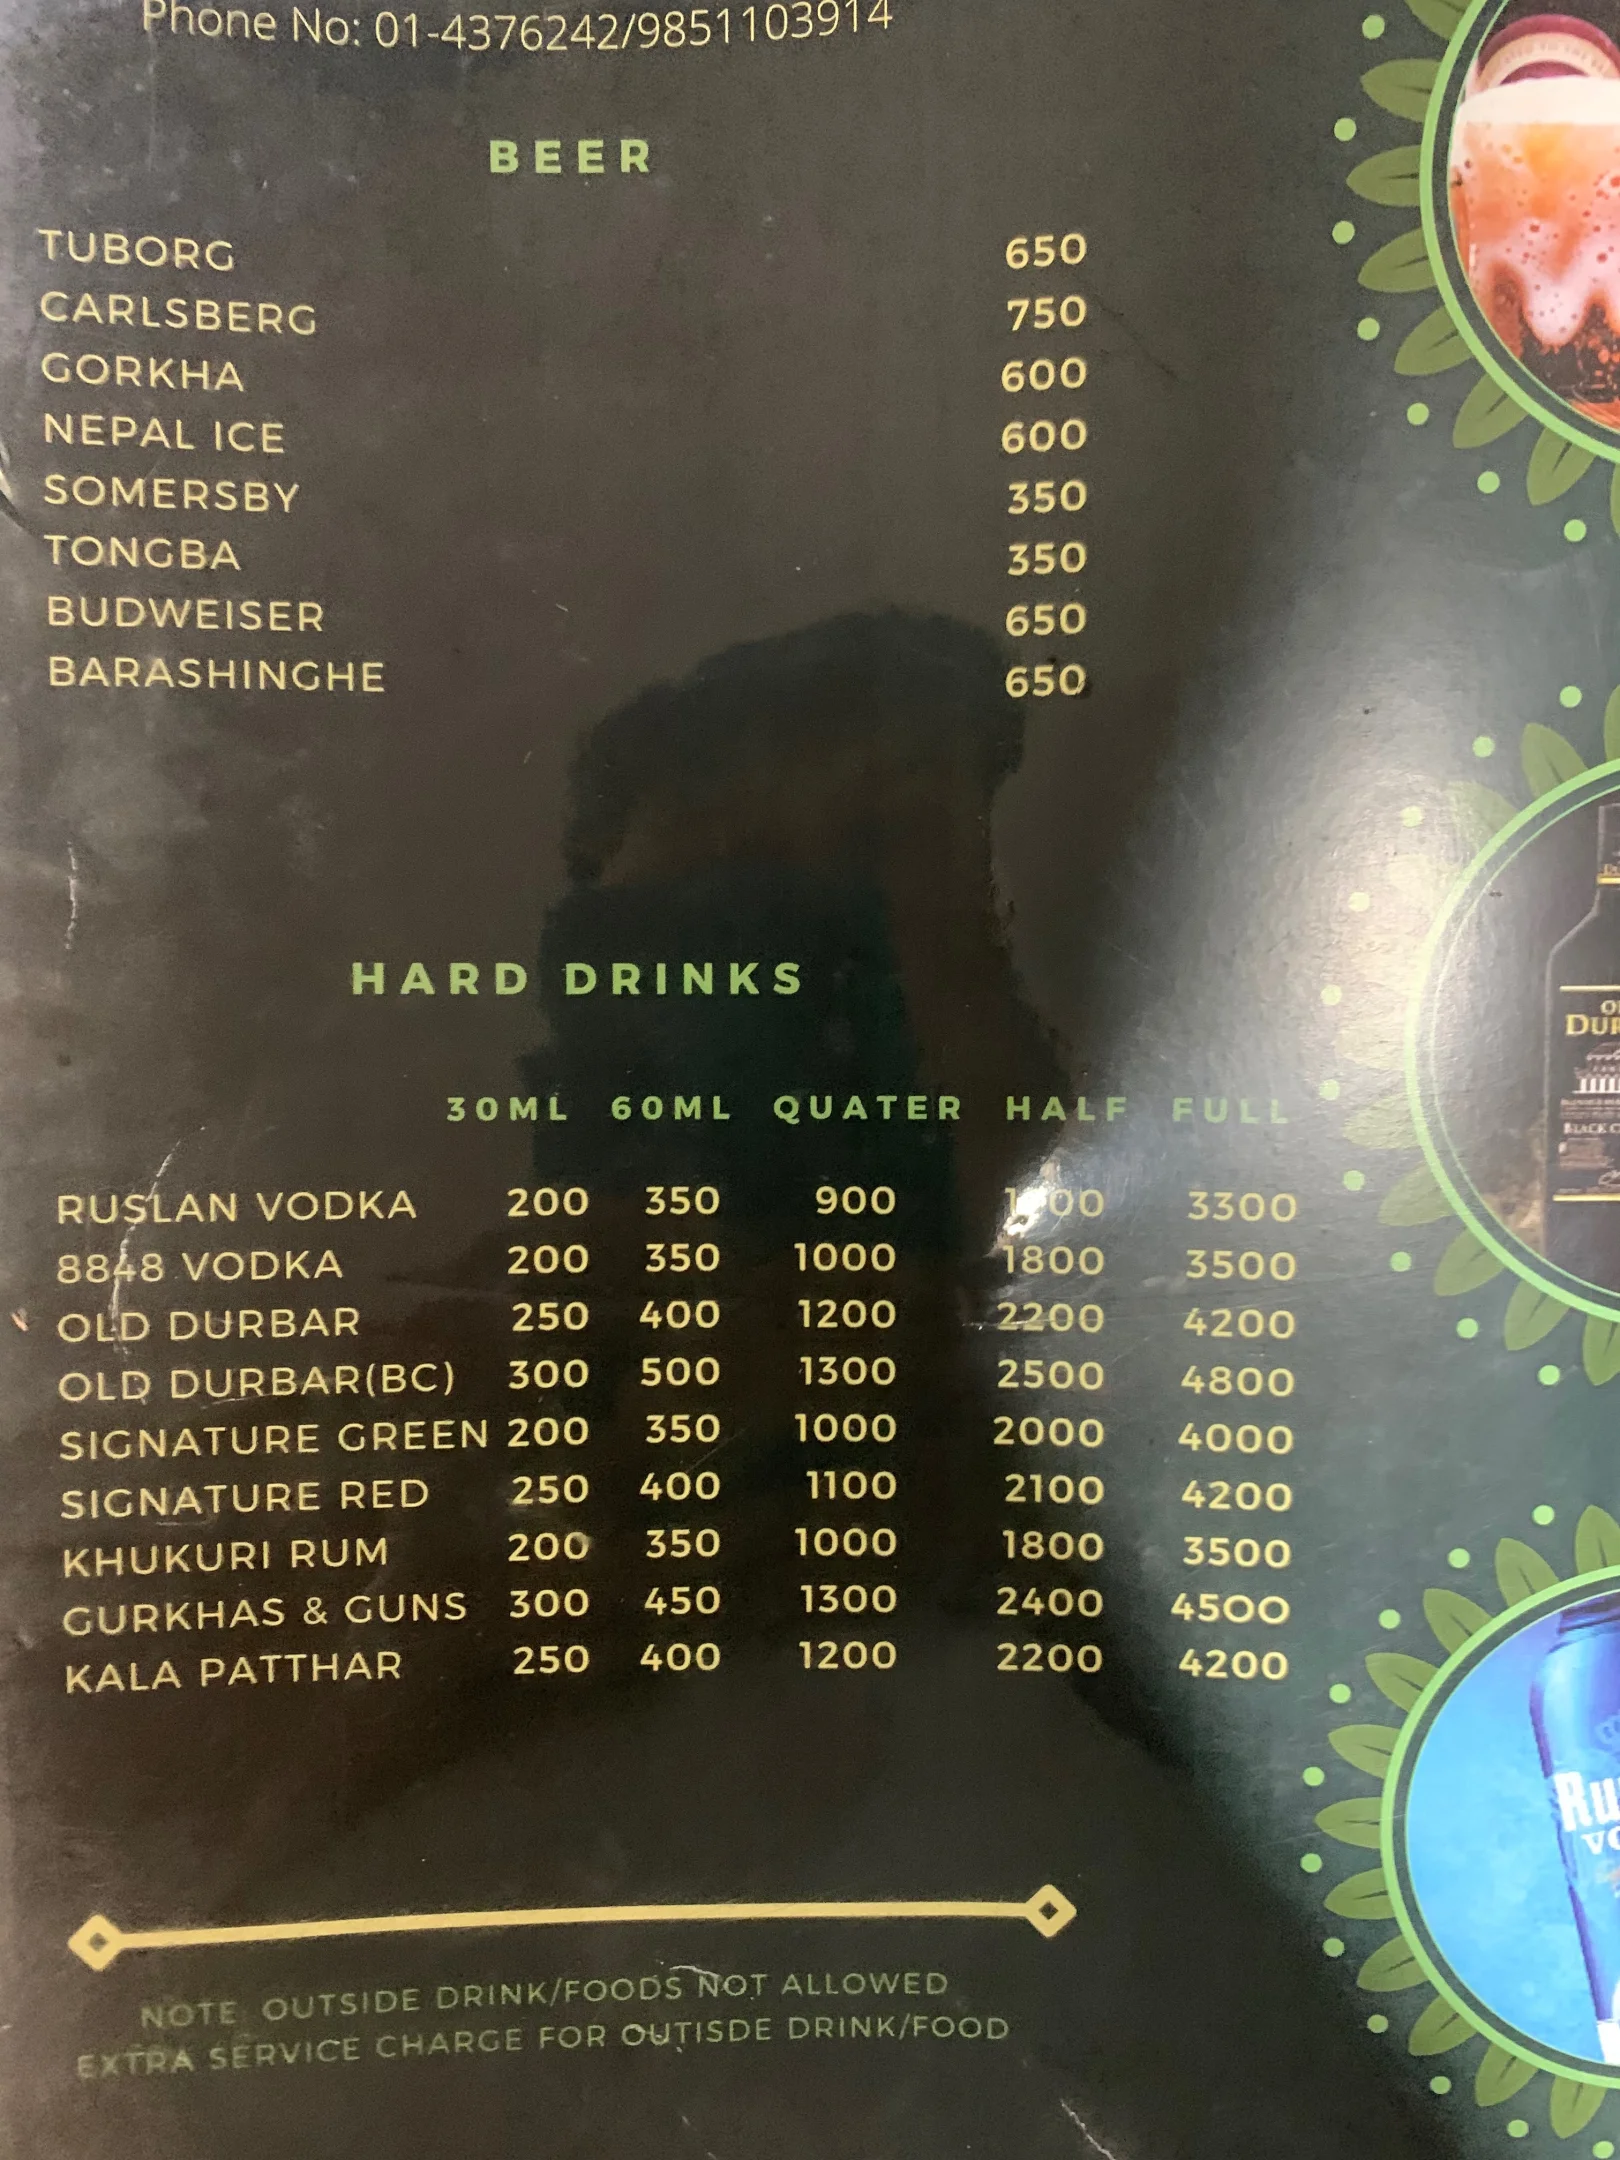 Phone No: 01-4376242/9851103914
BEER
TUBORG 650
CARLSBERG 750
GORKHA 600
NEPAL ICE 600
SOMERSBY 350
TONGBA 350
BUDWEISER 650
BARASHINGHE 650
HARD DRINKS
30ML 60ML QUATER HALF FULL
RUSLAN VODKA 200 350 900 3300
8848 VODKA 200 350 1000 1800 3500
OLD DURBAR 250 400 1200 2200 4200
OLD DURBAR(BC) 300 500 1300 2500 4800
SIGNATURE GREEN 200 350 1000 2000 4000
SIGNATURE RED 250 400 1100 2100 4200
KHUKURI RUM 200 350 1000 1800 3500
GURKHAS & GUNS 300 450 1300 2400 4500
KALA PATTHAR 250 400 1200 2200 4200
NOTE: OUTSIDE DRINK/FOODS NOT ALLOWED
EXTRA SERVICE CHARGE FOR OUTISDE DRINK/FOOD